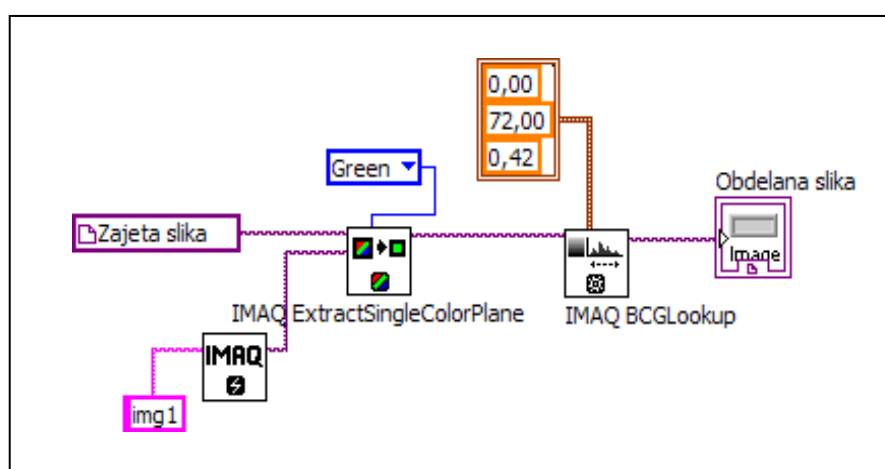 0,00
72,00
0,42
Green
Obdelana slika
Zajeta slika
Image
IMAQ ExtractSingleColorPlane
IMAQ BCGLookup
IMAQ
img1